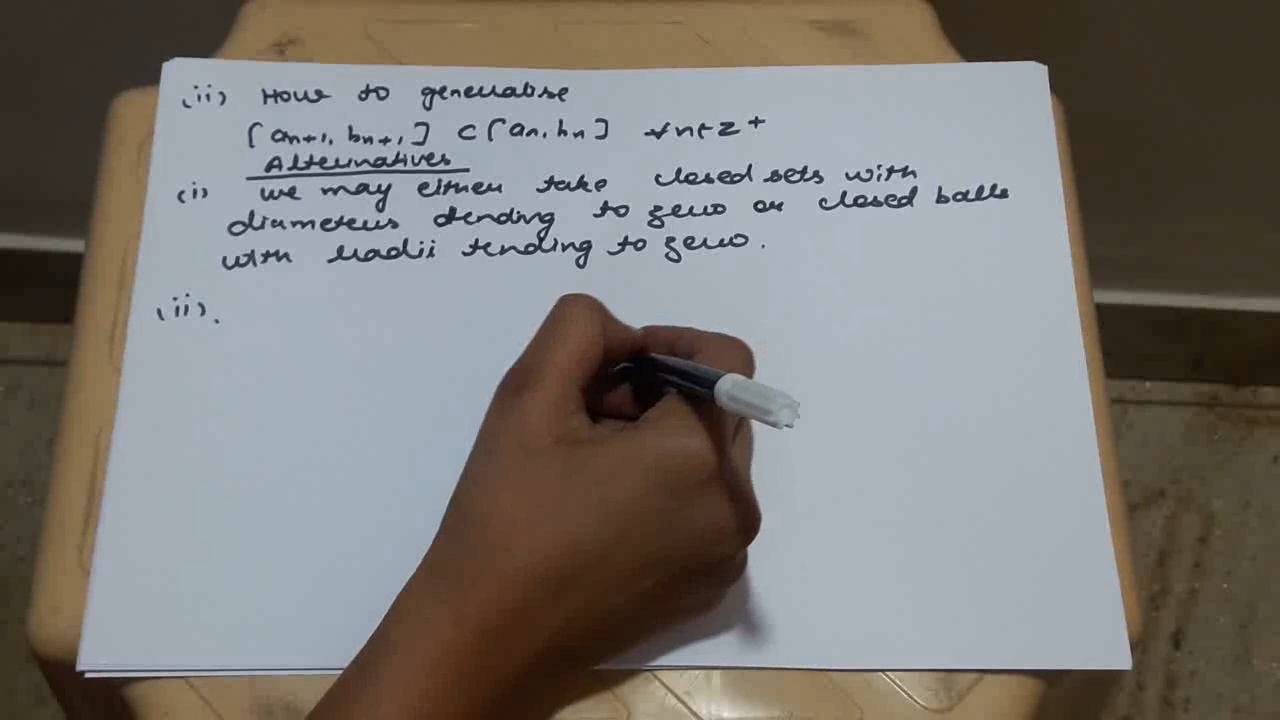 (ii) How to generalise
[an+1, bn+1] ⊂ [an, bn] ∀n∈Z+
Alternatives
(i) we may either take closed sets with
diameters tending to zero or closed balls
with radii tending to zero.
(ii).